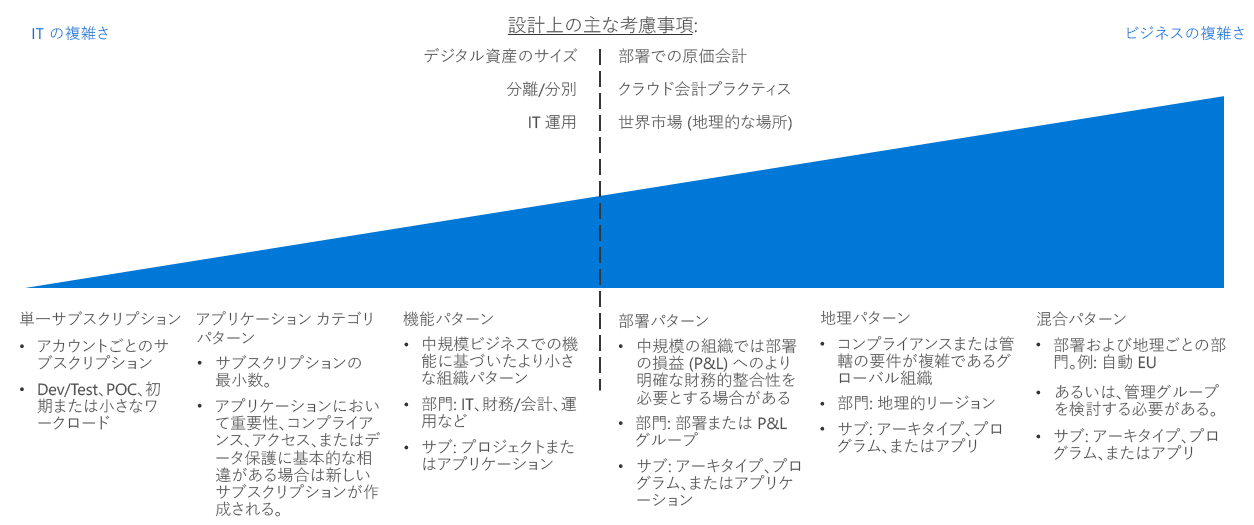 IT の複雑さ
設計上の主な考慮事項:
ビジネスの複雑さ
デジタル資産のサイズ
分離/分別
IT 運用
部署での原価会計
クラウド会計プラクティス
世界市場 (地理的な場所)
単一サブスクリプション
• アカウントごとのサ
ブスクリプション
• Dev/Test、POC、初
期または小さなワ
ークロード
アプリケーション カテゴリ
パターン
• サブスクリプションの
最小数。
• アプリケーションにおい
て重要性、コンプライア
ンス、アクセス、またはデ
ータ保護に基本的な相
違がある場合は新しい
サブスクリプションが作
成される。
機能パターン
• 中規模ビジネスでの機
能に基づいたより小さ
な組織パターン
• 部門: IT、財務/会計、運
用など
• サブ: プロジェクトまた
はアプリケーション
部署パターン
• 中規模の組織では部署
の損益 (P&L) へのより
明確な財務的整合性を
必要とする場合がある
• 部門: 部署または P&L
グループ
• サブ: アーキタイプ、プロ
グラム、またはアプリケ
ーション
地理パターン
• コンプライアンスまたは管
轄の要件が複雑であるグ
ローバル組織
• 部門: 地理的リージョン
• サブ: アーキタイプ、プロ
グラム、またはアプリ
混合パターン
• 部署および地理ごとの部
門。例: 自動 EU
• あるいは、管理グループ
を検討する必要がある。
• サブ: アーキタイプ、プロ
グラム、またはアプリ